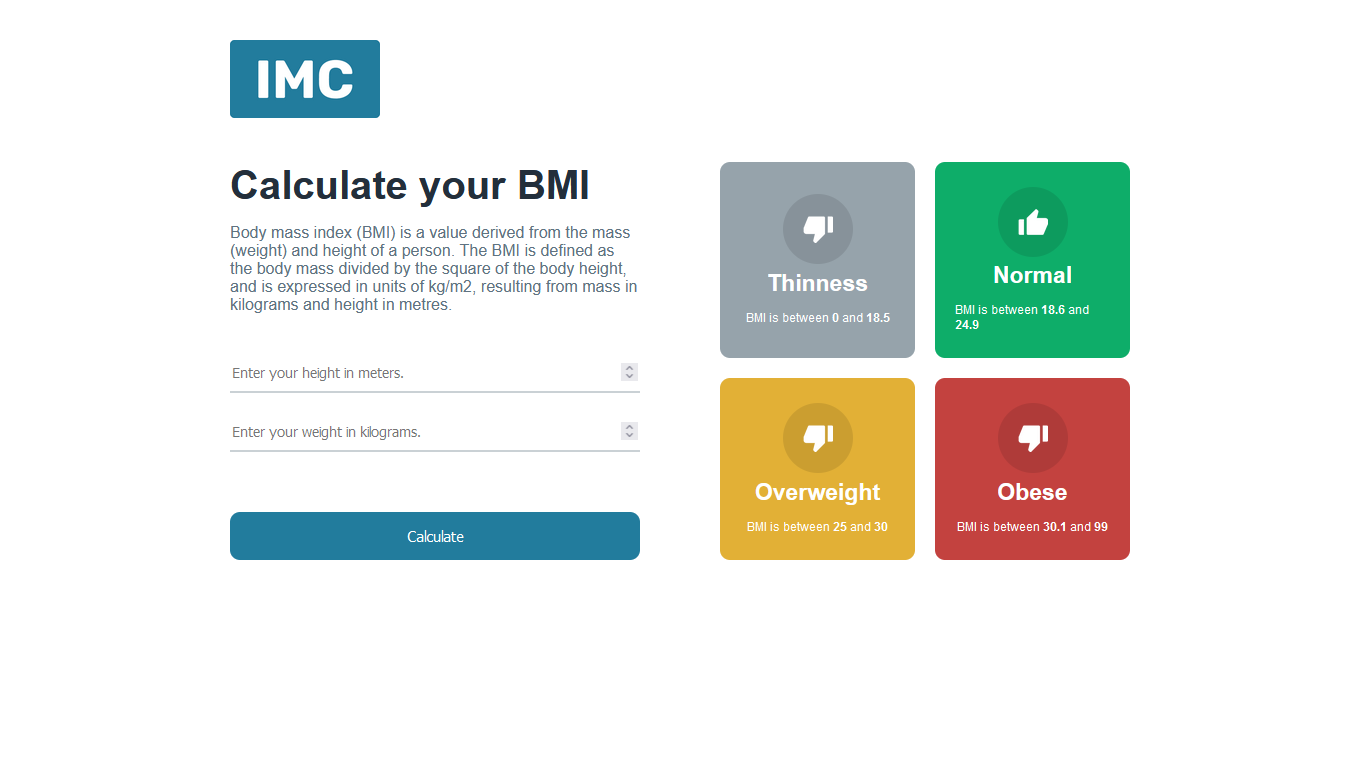 IMC
Calculate your BMI
Body mass index (BMI) is a value derived from the mass
(weight) and height of a person. The BMI is defined as
the body mass divided by the square of the body height,
and is expressed in units of kg/m2, resulting from mass in
kilograms and height in metres.
Enter your height in meters.
Enter your weight in kilograms.
Calculate
Thinness
BMI is between 0 and 18.5
Normal
BMI is between 18.6 and
24.9
Overweight
BMI is between 25 and 30
Obese
BMI is between 30.1 and 99